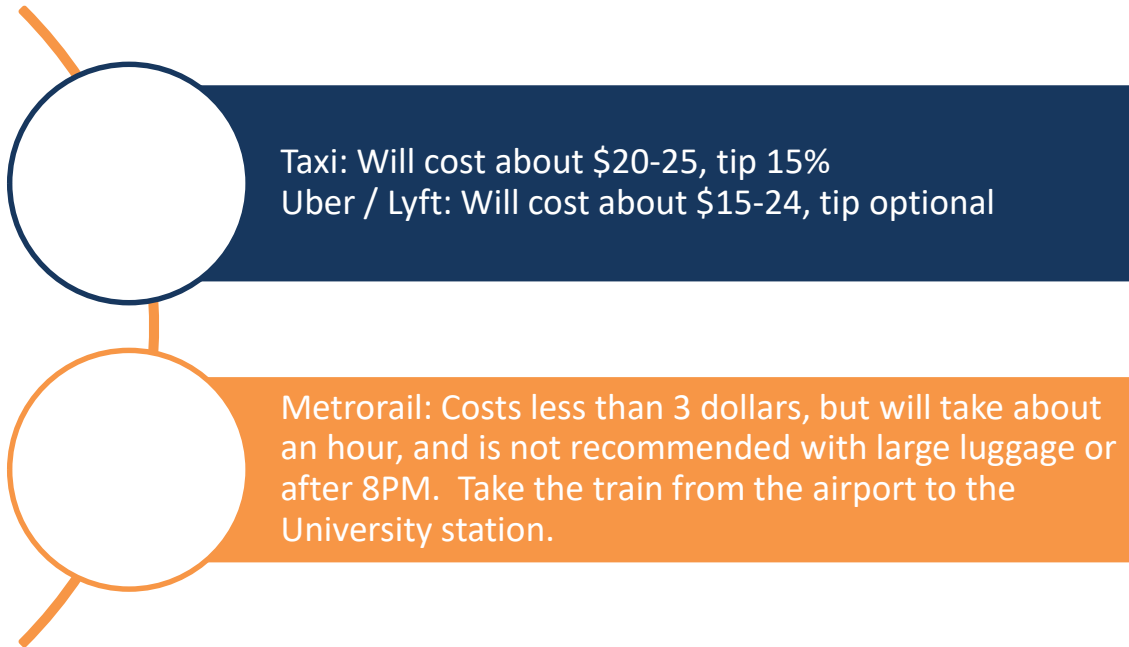 Taxi: Will cost about $20-25, tip 15%
Uber / Lyft: Will cost about $15-24, tip optional
Metrorail: Costs less than 3 dollars, but will take about
an hour, and is not recommended with large luggage or
after 8PM.  Take the train from the airport to the
University station.